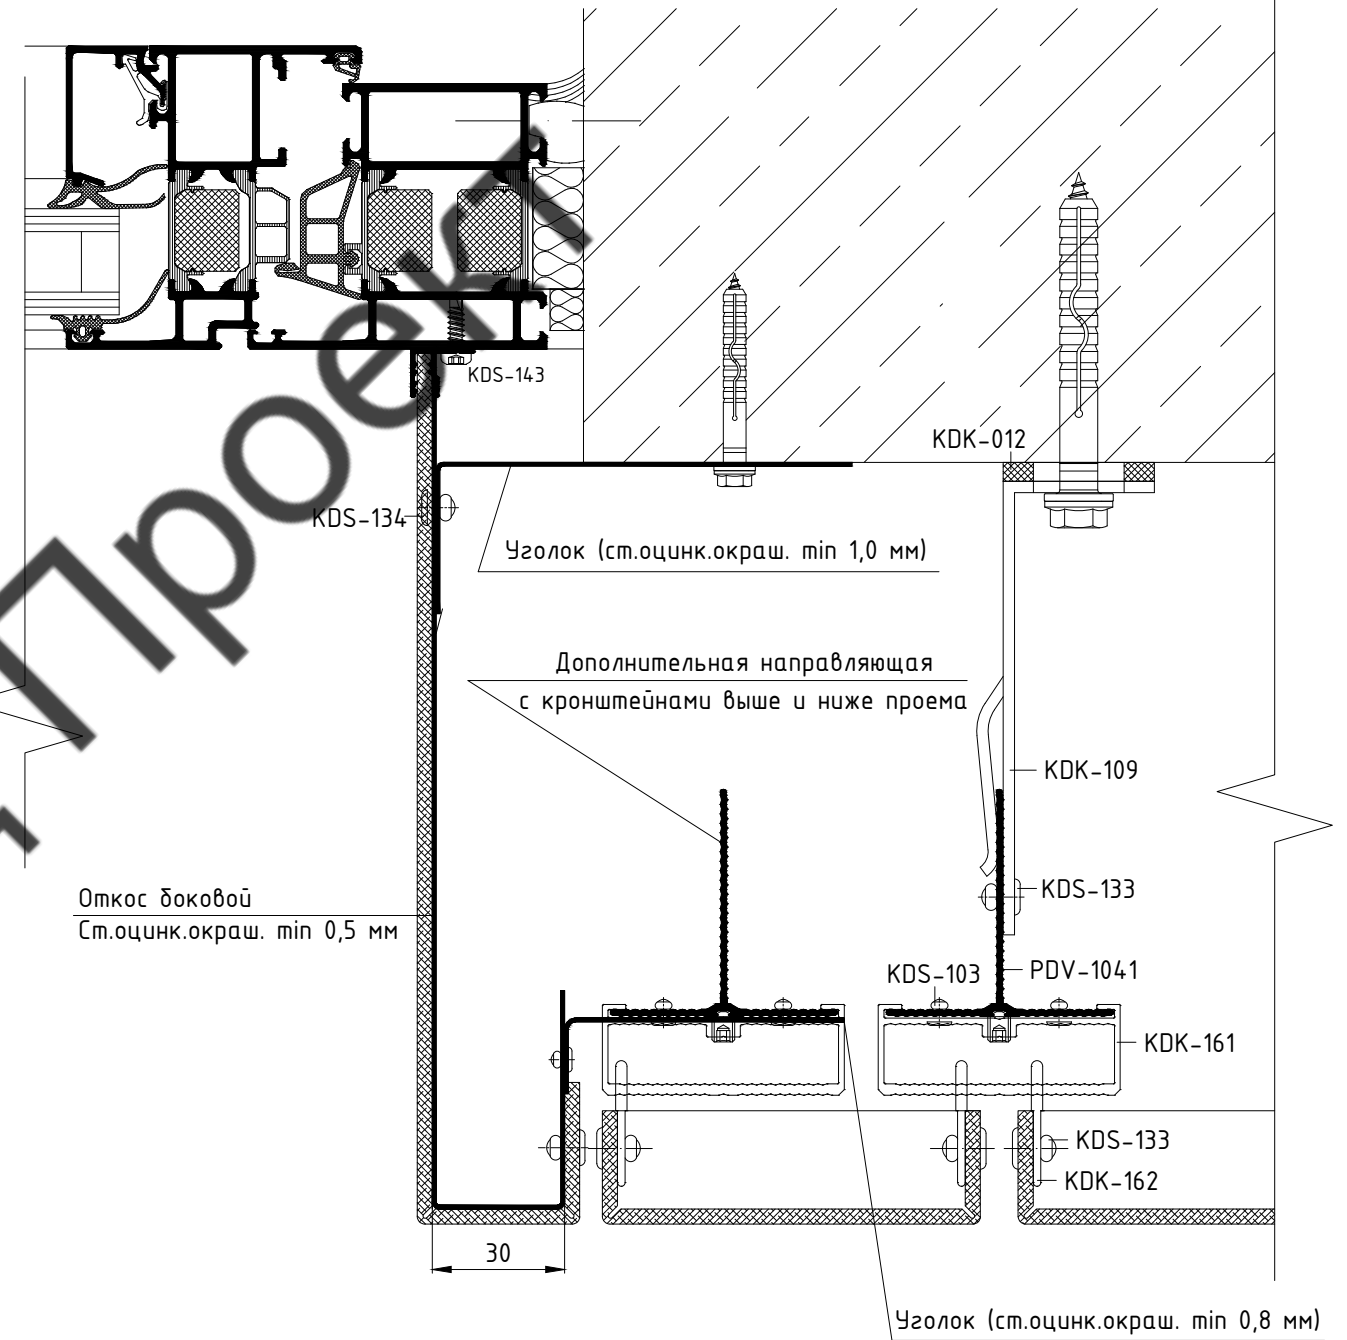 Проект
KDS-143
KDK-012
KDS-134
Уголок (ст.оцинк.окраш. min 1,0 мм)
Дополнительная направляющая
с кронштейнами выше и ниже проема
KDK-109
KDS-133
Откос боковой
Ст.оцинк.окраш. min 0,5 мм
KDS-103
PDV-1041
KDK-161
KDS-133
KDK-162
30
Уголок (ст.оцинк.окраш. min 0,8 мм)